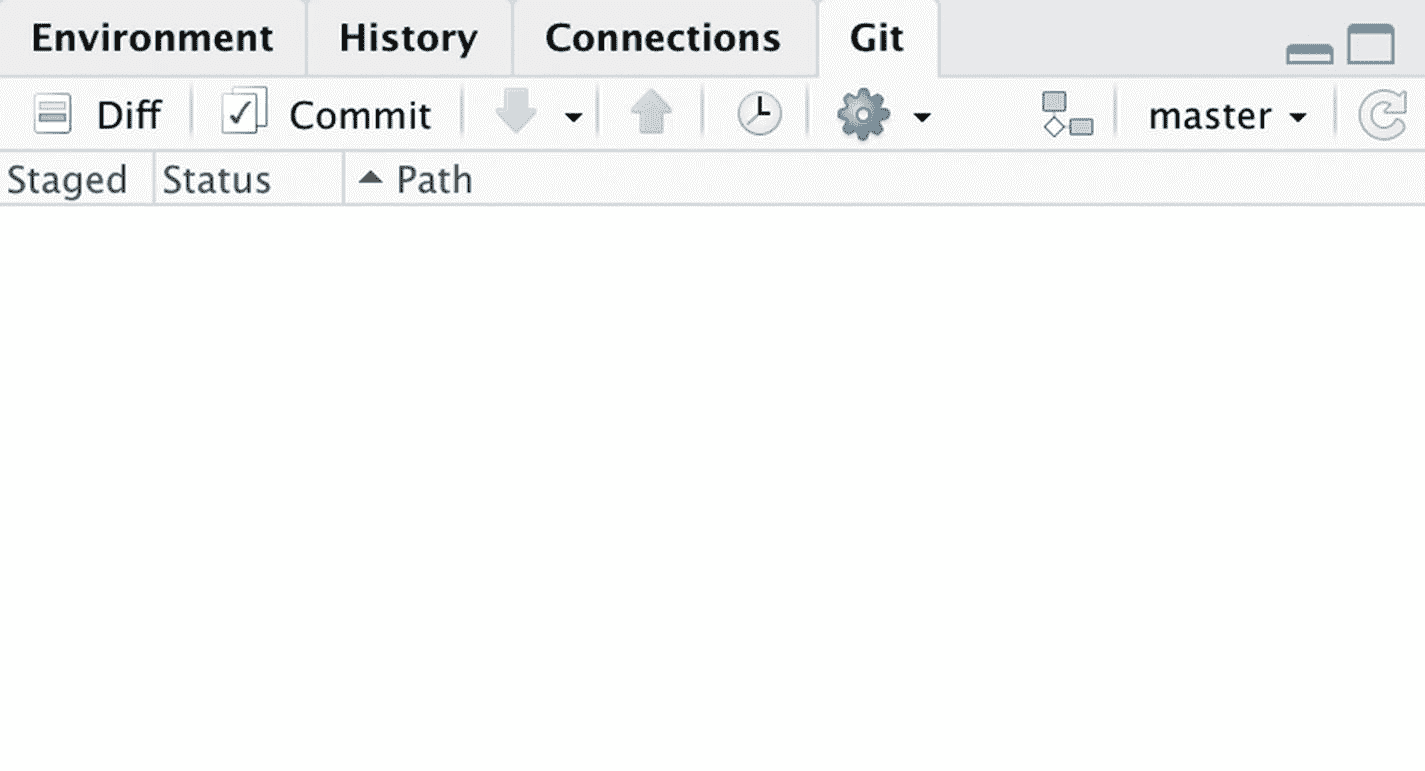 Environment History Connections Git
Diff Commit master
Staged Status Path